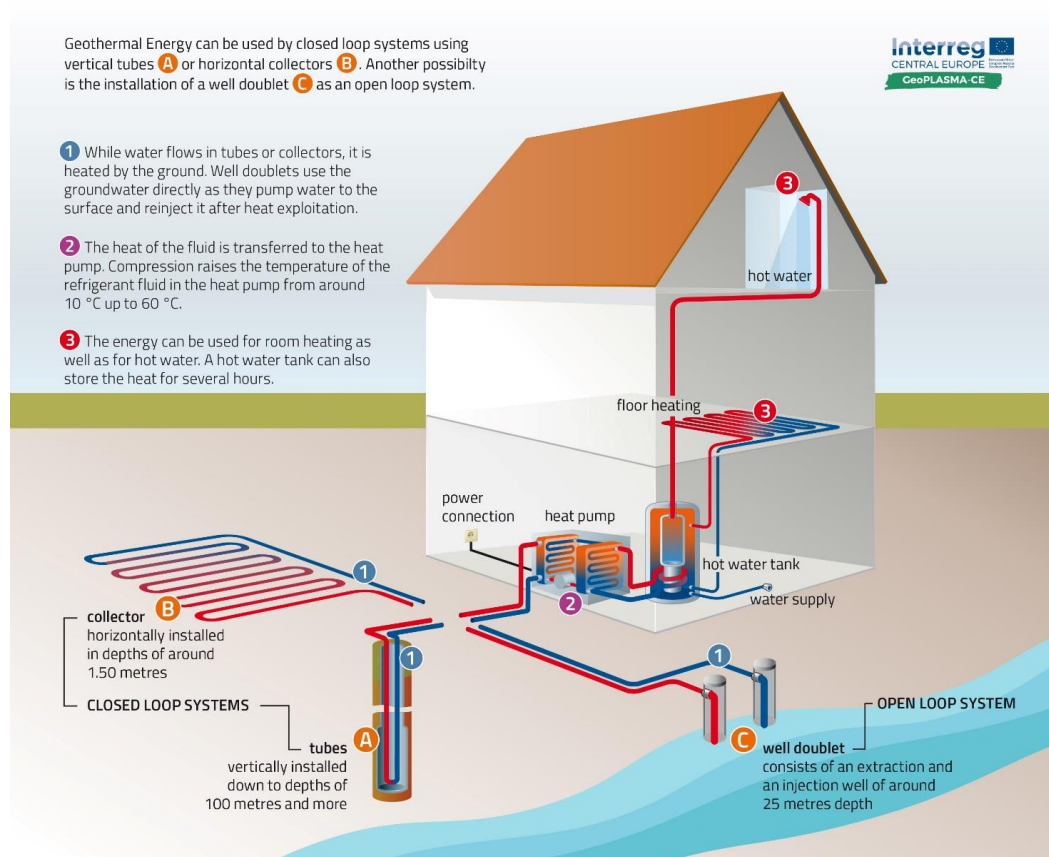 Geothermal Energy can be used by closed loop systems using
vertical tubes A or horizontal collectors B . Another possibilty
is the installation of a well doublet C as an open loop system.
Interreg
CENTRAL EUROPE
GeoPLASMA-CE
1 While water flows in tubes or collectors, it is
heated by the ground. Well doublets use the
groundwater directly as they pump water to the
surface and reinject it after heat exploitation.
2 The heat of the fluid is transferred to the heat
pump. Compression raises the temperature of the
refrigerant fluid in the heat pump from around
10 °C up to 60 °C.
3 The energy can be used for room heating as
well as for hot water. A hot water tank can also
store the heat for several hours.
3
hot water
floor heating
3
power
connection
heat pump
hot water tank
water supply
2
1
B
collector
horizontally installed
in depths of around
1.50 metres
CLOSED LOOP SYSTEMS
1
A
tubes
vertically installed
down to depths of
100 metres and more
1
OPEN LOOP SYSTEM
C
well doublet
consists of an extraction and
an injection well of around
25 metres depth